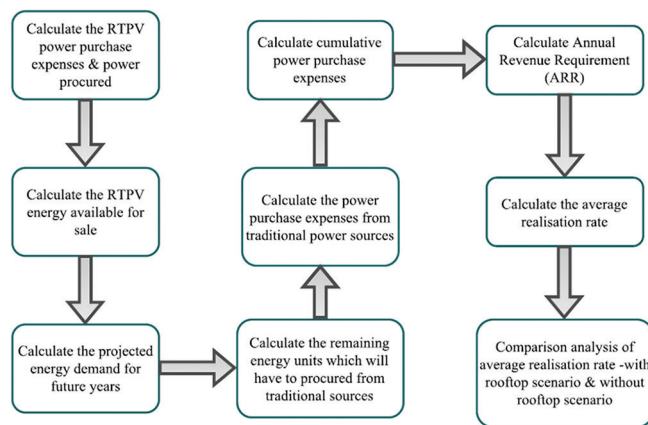 Calculate the RTPV
power purchase
expenses & power
procured
Calculate the RTPV
energy available for
sale
Calculate the projected
energy demand for
future years
Calculate the remaining
energy units which will
have to procured from
traditional sources
Calculate the power
purchase expenses from
traditional power sources
Calculate cumulative
power purchase
expenses
Calculate Annual
Revenue Requirement
(ARR)
Calculate the average
realisation rate
Comparison analysis of
average realisation rate -with
rooftop scenario & without
rooftop scenario